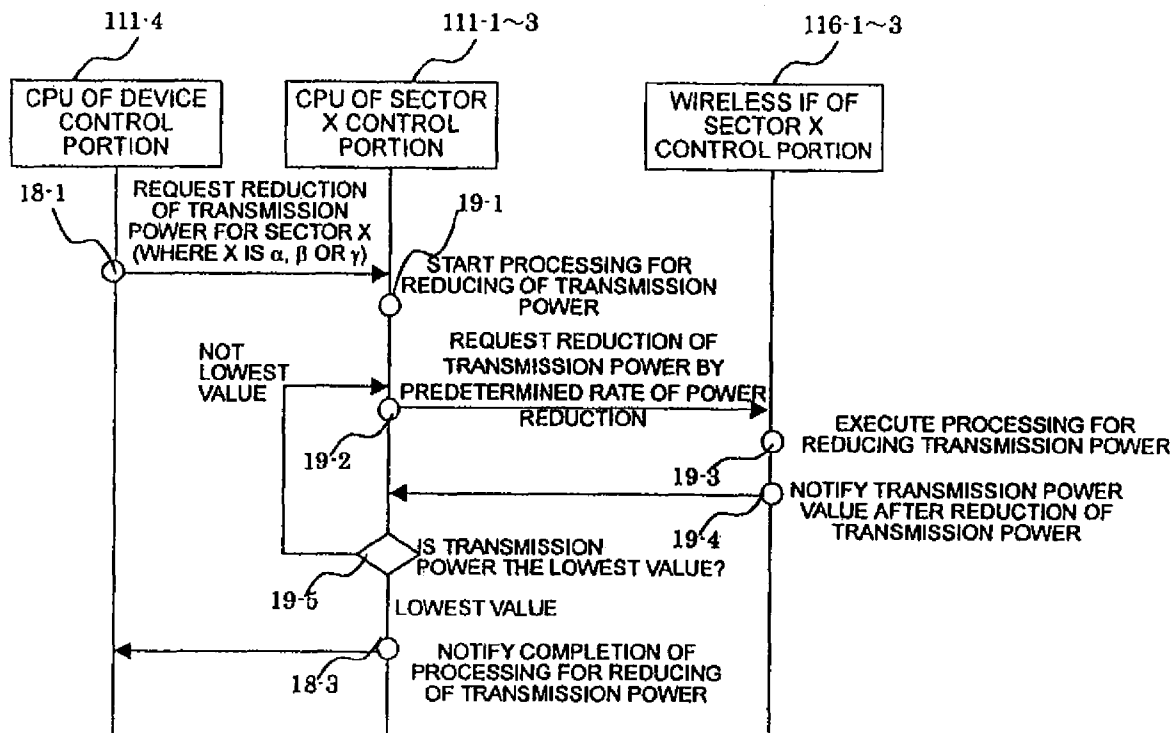 111-4
111-1~3
116-1~3
CPU OF DEVICE
CONTROL
PORTION
CPU OF SECTOR
X CONTROL
PORTION
WIRELESS IF OF
SECTOR X
CONTROL PORTION
18-1
REQUEST REDUCTION
OF TRANSMISSION
POWER FOR SECTOR X
(WHERE X IS α, β OR γ)
19-1
START PROCESSING FOR
REDUCING OF TRANSMISSION
POWER
NOT
LOWEST
VALUE
REQUEST REDUCTION OF
TRANSMISSION POWER BY
PREDETERMINED RATE OF POWER
REDUCTION
19-2
EXECUTE PROCESSING FOR
REDUCING TRANSMISSION POWER
19-3
NOTIFY TRANSMISSION POWER
VALUE AFTER REDUCTION OF
TRANSMISSION POWER
19-4
IS TRANSMISSION
POWER THE LOWEST VALUE?
19-5
LOWEST VALUE
NOTIFY COMPLETION OF
PROCESSING FOR REDUCING
OF TRANSMISSION POWER
18-3